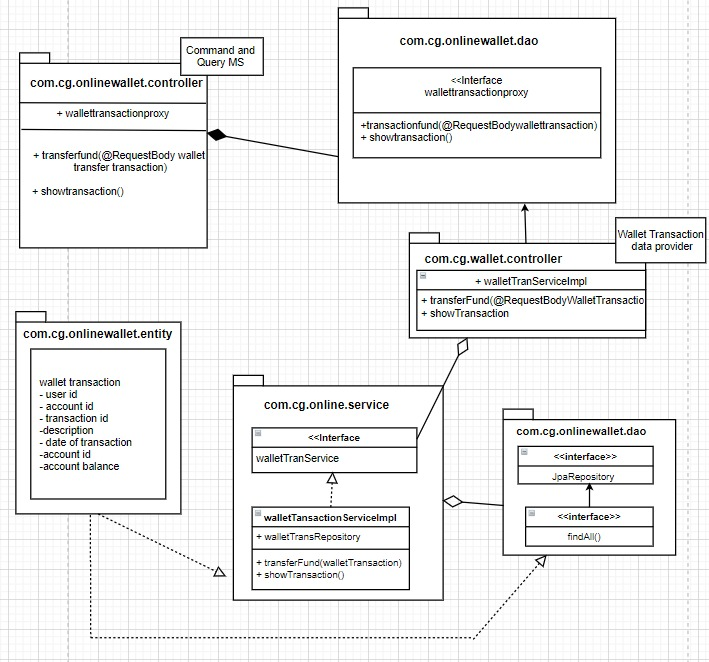 Command and
Query MS
com.cg.onlinewallet.controller
+ wallettransactionproxy
+ transferfund(@RequestBody wallet
transfer transaction)
+ showtransaction()
com.cg.onlinewallet.dao
<<Interface
wallettransactionproxy
+transactionfund(@RequestBodywallettransaction)
+ showtransaction()
Wallet Transaction
data provider
com.cg.wallet.controller
+ walletTranServiceImpl
+ transferFund(@RequestBodyWalletTransactio
+ showTransaction
com.cg.onlinewallet.entity
wallet transaction
- user id
- account id
- transaction id
-description
- date of transaction
-account id
-account balance
com.cg.online.service
<<Interface
walletTranService
walletTansactionServiceImpl
+ walletTransRepository
+ transferFund(walletTransaction)
+ showTransaction()
com.cg.onlinewallet.dao
<<interface>>
JpaRepository
<<interface>>
findAll()